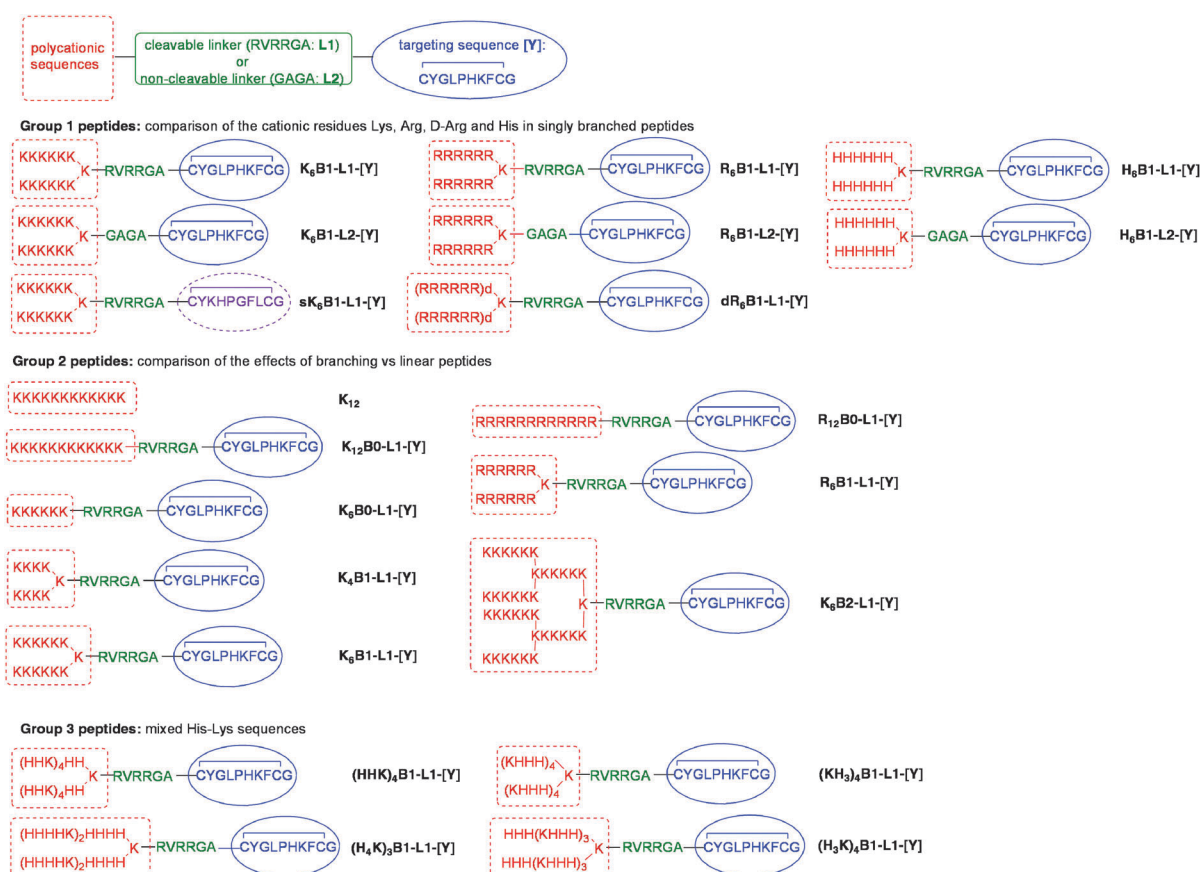 polycationic
sequences
cleavable linker (RVRRGA: L1)
or
non-cleavable linker (GAGA: L2)
targeting sequence [Y]:
CYGLPHKFCG
Group 1 peptides: comparison of the cationic residues Lys, Arg, D-Arg and His in singly branched peptides
KKKKKK
KKKKKK
K
RVRRGA
CYGLPHKFCG
K₆B1-L1-[Y]
RRRRRR
RRRRRR
K
RVRRGA
CYGLPHKFCG
R₆B1-L1-[Y]
HHHHHH
HHHHHH
K
RVRRGA
CYGLPHKFCG
H₆B1-L1-[Y]
KKKKKK
KKKKKK
K
GAGA
CYGLPHKFCG
K₆B1-L2-[Y]
RRRRRR
RRRRRR
K
GAGA
CYGLPHKFCG
R₆B1-L2-[Y]
HHHHHH
HHHHHH
K
GAGA
CYGLPHKFCG
H₆B1-L2-[Y]
KKKKKK
KKKKKK
K
RVRRGA
CYKHPGFLCG
sK₆B1-L1-[Y]
(RRRRRR)d
(RRRRRR)d
K
RVRRGA
CYGLPHKFCG
dR₆B1-L1-[Y]
Group 2 peptides: comparison of the effects of branching vs linear peptides
KKKKKKKKKKKK
K₁₂
KKKKKKKKKKKK
RVRRGA
CYGLPHKFCG
K₁₂B0-L1-[Y]
KKKKKK
RVRRGA
CYGLPHKFCG
K₆B0-L1-[Y]
KKKK
KKKK
K
RVRRGA
CYGLPHKFCG
K₄B1-L1-[Y]
KKKKKK
KKKKKK
K
RVRRGA
CYGLPHKFCG
K₆B1-L1-[Y]
RRRRRRRRRRRR
RVRRGA
CYGLPHKFCG
R₁₂B0-L1-[Y]
RRRRRR
RRRRRR
K
RVRRGA
CYGLPHKFCG
R₆B1-L1-[Y]
KKKKKK
KKKKKK
KKKKKK
KKKKKK
KKKKKK
KKKKKK
K
RVRRGA
CYGLPHKFCG
K₆B2-L1-[Y]
Group 3 peptides: mixed His-Lys sequences
(HHK)₄HH
(HHK)₄HH
K
RVRRGA
CYGLPHKFCG
(HHK)₄B1-L1-[Y]
(KHHH)₄
(KHHH)₄
K
RVRRGA
CYGLPHKFCG
(KH₃)₄B1-L1-[Y]
(HHHHK)₂HHHH
(HHHHK)₂HHHH
K
RVRRGA
CYGLPHKFCG
(H₄K)₃B1-L1-[Y]
HHH(KHHH)₃
HHH(KHHH)₃
K
RVRRGA
CYGLPHKFCG
(H₃K)₄B1-L1-[Y]